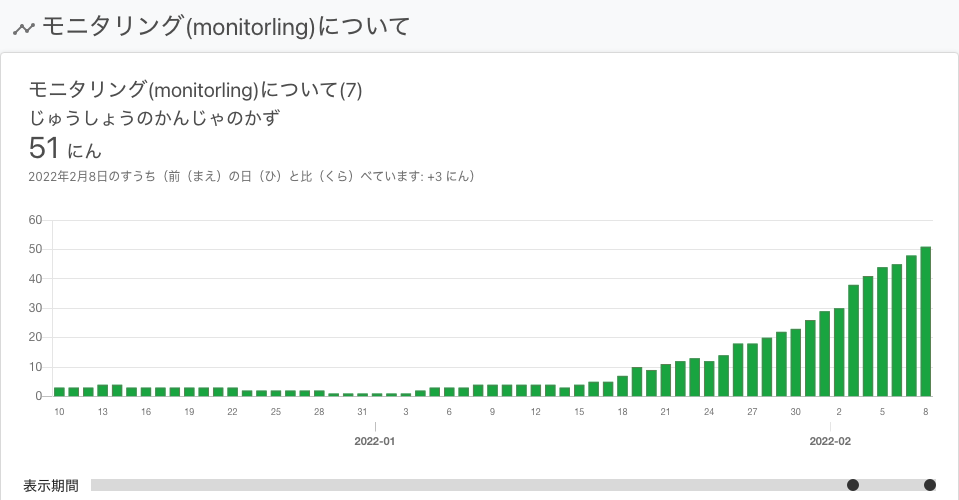 モニタリング(monitorling)について
モニタリング(monitorling)について(7)
じゅうしょうのかんじゃのかず
51 にん
2022年2月8日のすうち（前（まえ）の日（ひ）と比（くら）べています: +3 にん）
60
50
40
30
20
10
0
10 13 16 19 22 25 28 31 3 6 9 12 15 18 21 24 27 30 2 5 8
2022-01 2022-02
表示期間